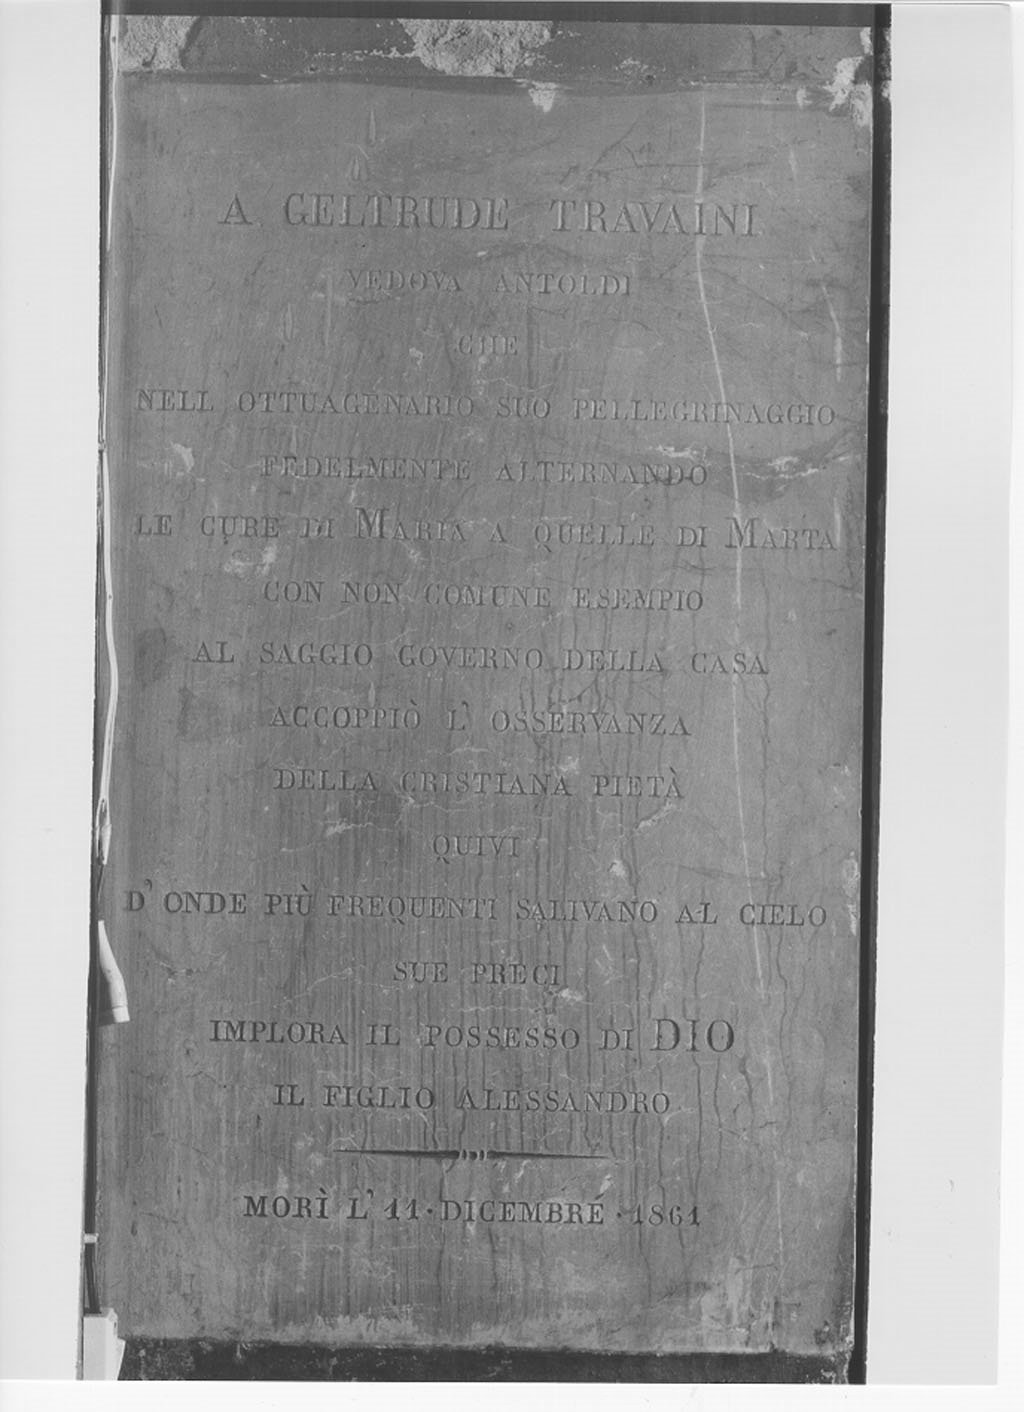 A GELTRUDE TRAVAINI
VEDOVA ANTOLDI
CHE
NELL OTTUAGENARIO SUO PELLEGRINAGGIO
FEDELMENTE ALTERNANDO
LE CURE DI MARIA A QUELLE DI MARTA
CON NON COMUNE ESEMPIO
AL SAGGIO GOVERNO DELLA CASA
ACCOPPIÒ L' OSSERVANZA
DELLA CRISTIANA PIETÀ
QUIVI
D' ONDE PIÙ FREQUENTI SALIVANO AL CIELO
SUE PRECI
IMPLORA IL POSSESSO DI DIO
IL FIGLIO ALESSANDRO
MORÌ L' 11 · DICEMBRE · 1861